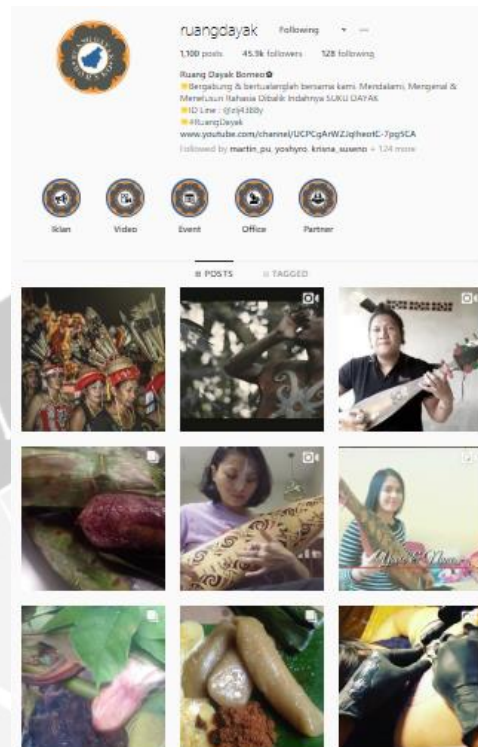 ruangdayak Following
1,100 posts 45.9k followers 128 following
Ruang Dayak Borneo
Bergabung & bertualanglah bersama kami. Mendalami, Mengenal &
Menelusuri Rahasia Dibalik Indahnya SUKU DAYAK
ID Line :
#RuangDayak
Followed by martin_pu, yoshyro, krisna_suseno + 124 more
Iklan Video Event Office Partner
POSTS TAGGED